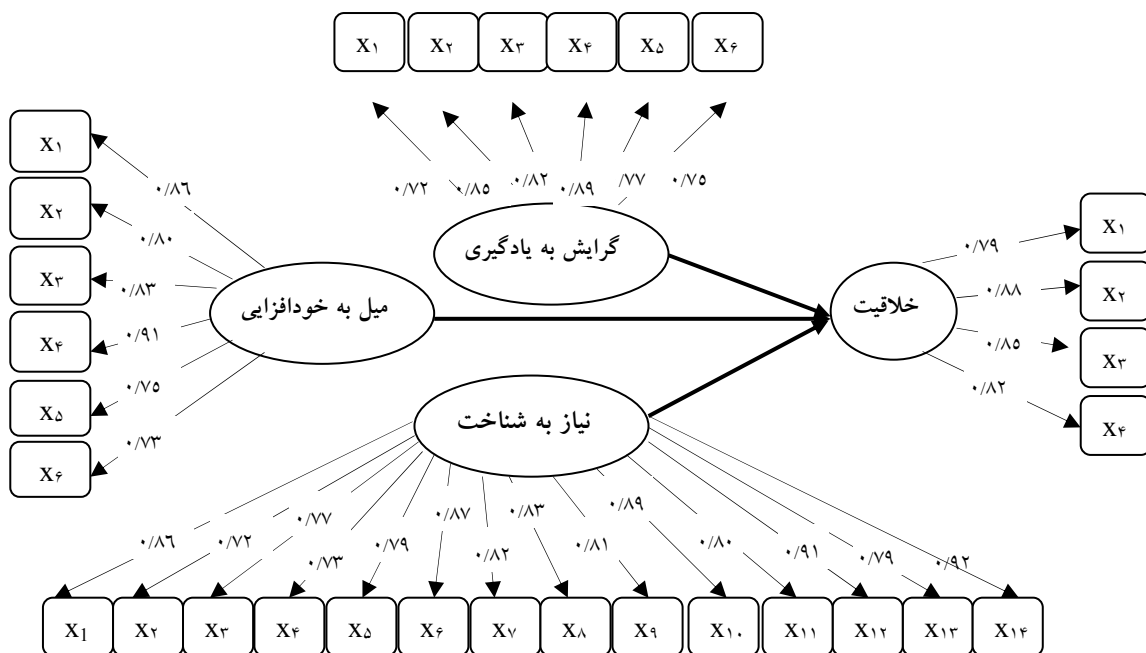 x۱ x۲ x۳ x۴ x۵ x۶
۰/۷۲ ۰/۸۵ ۰/۸۲ ۰/۸۹ ۰/۷۷ ۰/۷۵
گرایش به یادگیری
x۱
x۲
x۳
x۴
x۵
x۶
۰/۸۶
۰/۸۰
۰/۸۳
۰/۹۱
۰/۷۵
۰/۷۳
میل به خودافزایی
خلاقیت
۰/۷۹
۰/۸۸
۰/۸۵
۰/۸۲
x۱
x۲
x۳
x۴
نیاز به شناخت
۰/۸۶ ۰/۷۲ ۰/۷۷ ۰/۷۳ ۰/۷۹ ۰/۸۷ ۰/۸۲ ۰/۸۳ ۰/۸۱ ۰/۸۹ ۰/۸۰ ۰/۹۱ ۰/۷۹ ۰/۹۲
x1 x۲ x۳ x۴ x۵ x۶ x۷ x۸ x۹ x۱۰ x۱۱ x۱۲ x۱۳ x۱۴